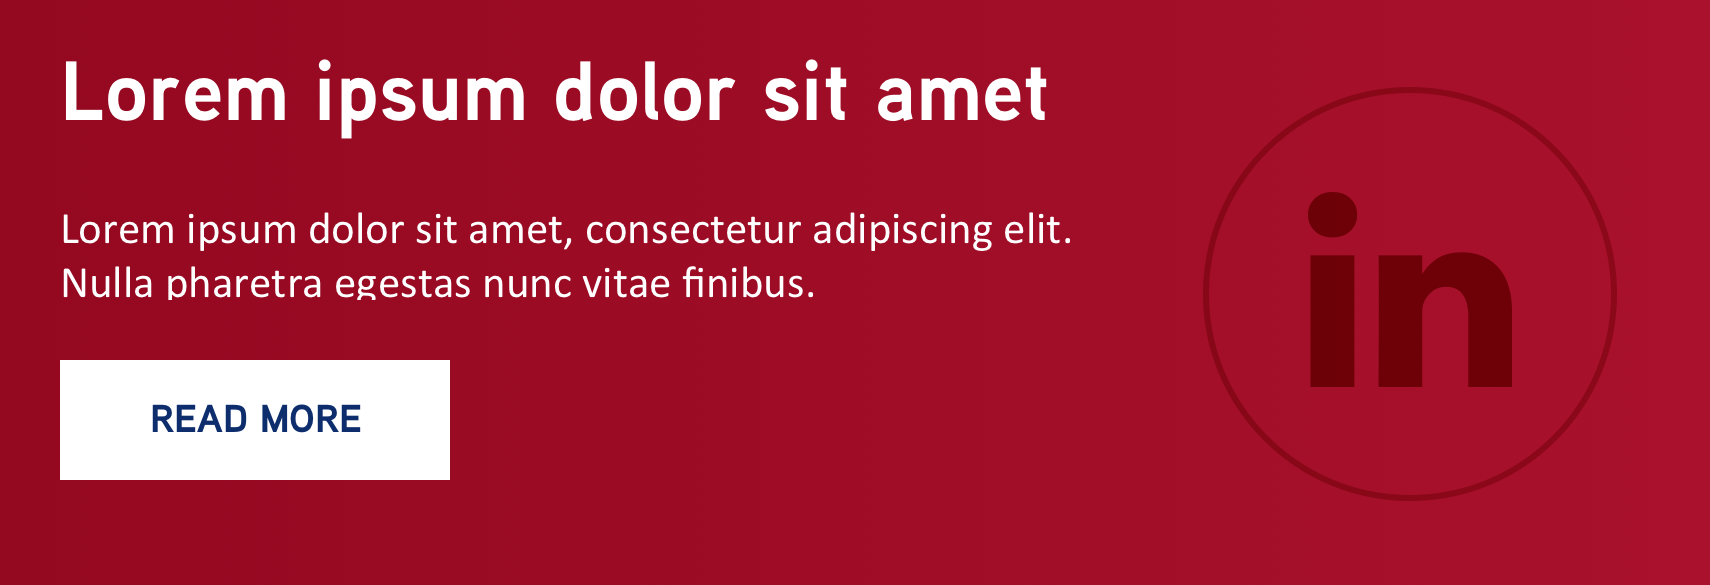 Lorem ipsum dolor sit amet
Lorem ipsum dolor sit amet, consectetur adipiscing elit.
Nulla pharetra egestas nunc vitae finibus.
READ MORE
in